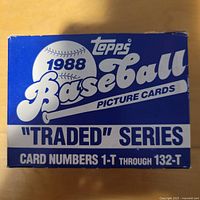 topps
1988
Baseball
PICTURE CARDS
"TRADED" SERIES
CARD NUMBERS 1-T THROUGH 132-T